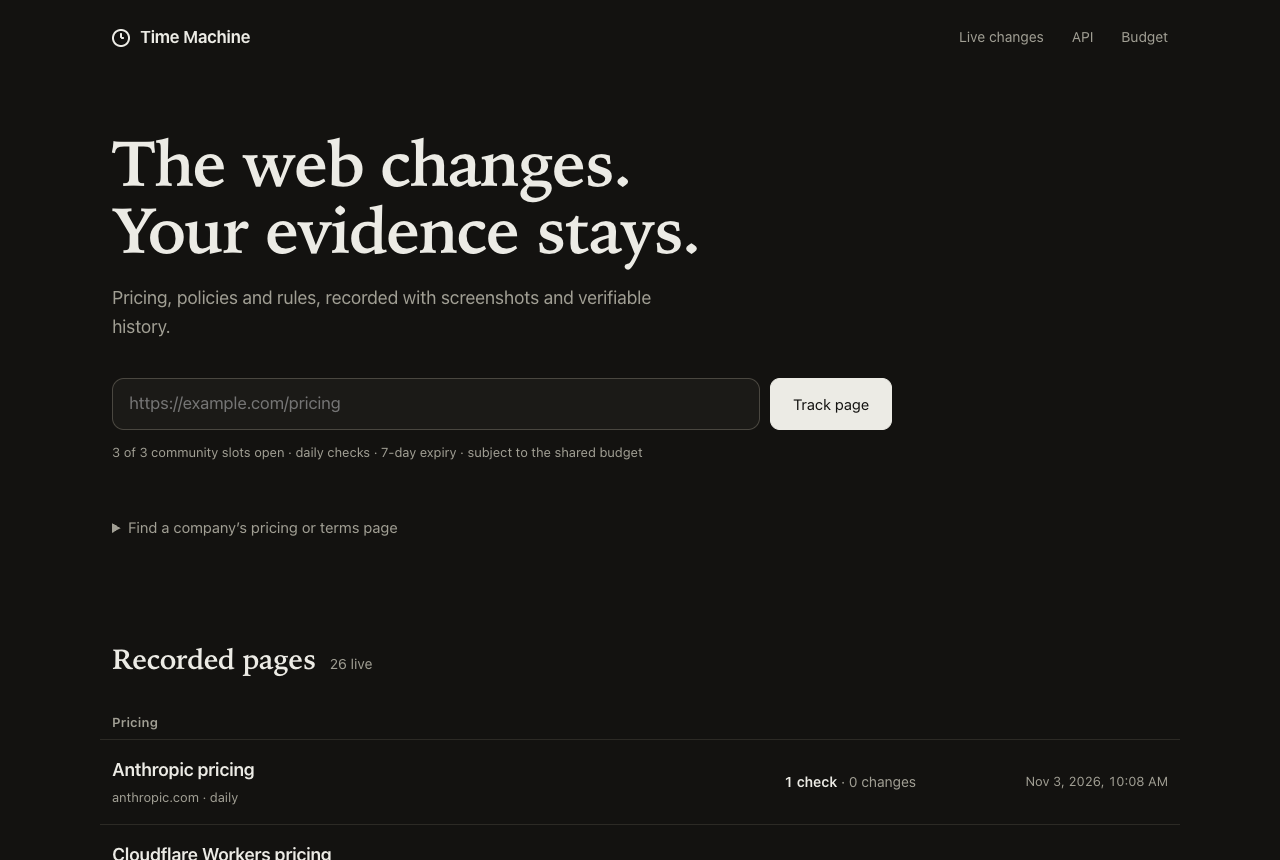 Time Machine
Live changes
API
Budget
The web changes.
Your evidence stays.
Pricing, policies and rules, recorded with screenshots and verifiable
history.
https://example.com/pricing
Track page
3 of 3 community slots open · daily checks · 7-day expiry · subject to the shared budget
Find a company’s pricing or terms page
Recorded pages 26 live
Pricing
Anthropic pricing
anthropic.com · daily
1 check · 0 changes
Nov 3, 2026, 10:08 AM
Cloudflare Workers pricing